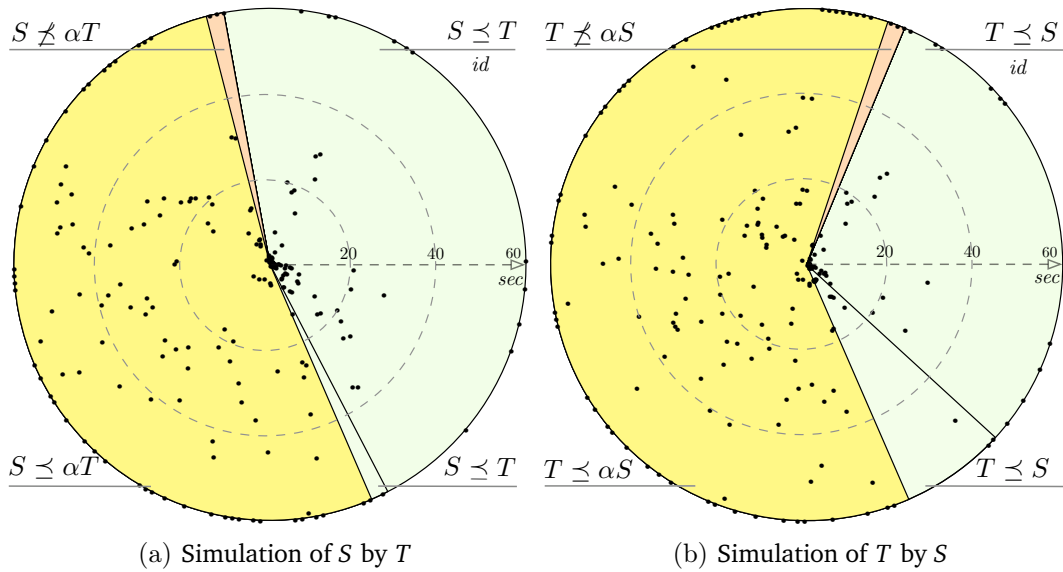 S ⪯̸ αT
S ⪯ T
id
20
40
60
sec
S ⪯ αT
S ⪯ T
(a) Simulation of S by T
T ⪯̸ αS
T ⪯ S
id
20
40
60
sec
T ⪯ αS
T ⪯ S
(b) Simulation of T by S